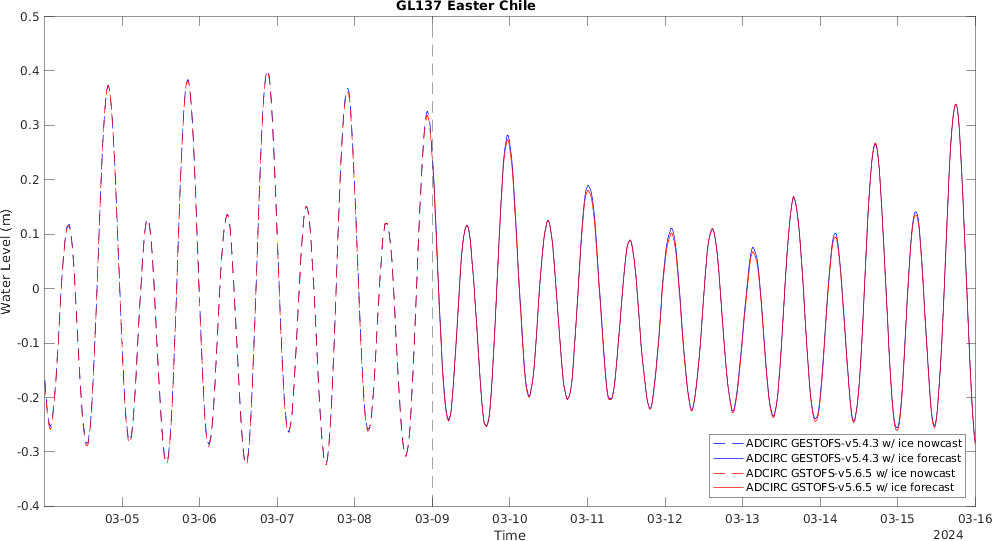 GL137 Easter Chile
0.5
0.4
0.3
0.2
0.1
0
-0.1
-0.2
-0.3
-0.4
Water Level (m)
ADCIRC GESTOFS-v5.4.3 w/ ice nowcast
ADCIRC GESTOFS-v5.4.3 w/ ice forecast
ADCIRC GSTOFS-v5.6.5 w/ ice nowcast
ADCIRC GSTOFS-v5.6.5 w/ ice forecast
03-05 03-06 03-07 03-08 03-09 03-10 03-11 03-12 03-13 03-14 03-15 03-16
Time
2024